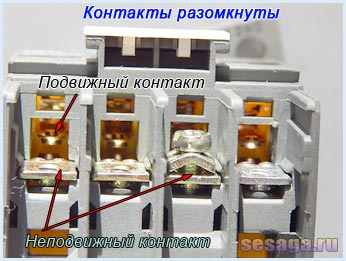 Контакты разомкнуты
Подвижный контакт
Неподвижный контакт
sesaga.ru